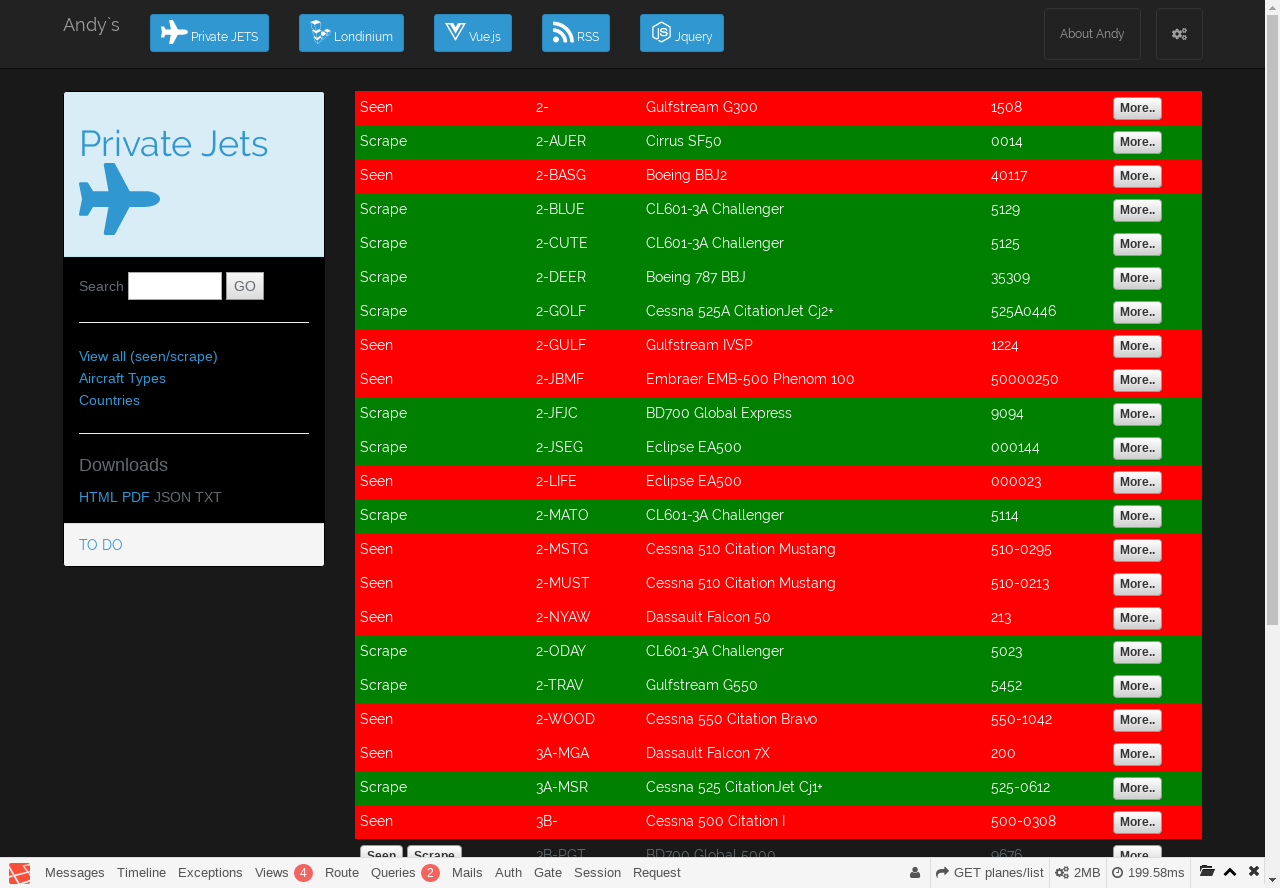 Andy`s Private JETS Londinium Vue.js RSS Jquery About Andy
Private Jets
Search GO
View all (seen/scrape)
Aircraft Types
Countries
Downloads
HTML PDF JSON TXT
TO DO
Seen 2- Gulfstream G300 1508 More..
Scrape 2-AUER Cirrus SF50 0014 More..
Seen 2-BASG Boeing BBJ2 40117 More..
Scrape 2-BLUE CL601-3A Challenger 5129 More..
Scrape 2-CUTE CL601-3A Challenger 5125 More..
Scrape 2-DEER Boeing 787 BBJ 35309 More..
Scrape 2-GOLF Cessna 525A CitationJet Cj2+ 525A0446 More..
Seen 2-GULF Gulfstream IVSP 1224 More..
Seen 2-JBMF Embraer EMB-500 Phenom 100 50000250 More..
Scrape 2-JFJC BD700 Global Express 9094 More..
Scrape 2-JSEG Eclipse EA500 000144 More..
Seen 2-LIFE Eclipse EA500 000023 More..
Scrape 2-MATO CL601-3A Challenger 5114 More..
Seen 2-MSTG Cessna 510 Citation Mustang 510-0295 More..
Seen 2-MUST Cessna 510 Citation Mustang 510-0213 More..
Seen 2-NYAW Dassault Falcon 50 213 More..
Scrape 2-ODAY CL601-3A Challenger 5023 More..
Scrape 2-TRAV Gulfstream G550 5452 More..
Seen 2-WOOD Cessna 550 Citation Bravo 550-1042 More..
Seen 3A-MGA Dassault Falcon 7X 200 More..
Scrape 3A-MSR Cessna 525 CitationJet Cj1+ 525-0612 More..
Seen 3B- Cessna 500 Citation I 500-0308 More..
Seen Scrape 3B-PGT BD700 Global 5000 9676 More..
Messages Timeline Exceptions Views 4 Route Queries 2 Mails Auth Gate Session Request GET planes/list 2MB 199.58ms